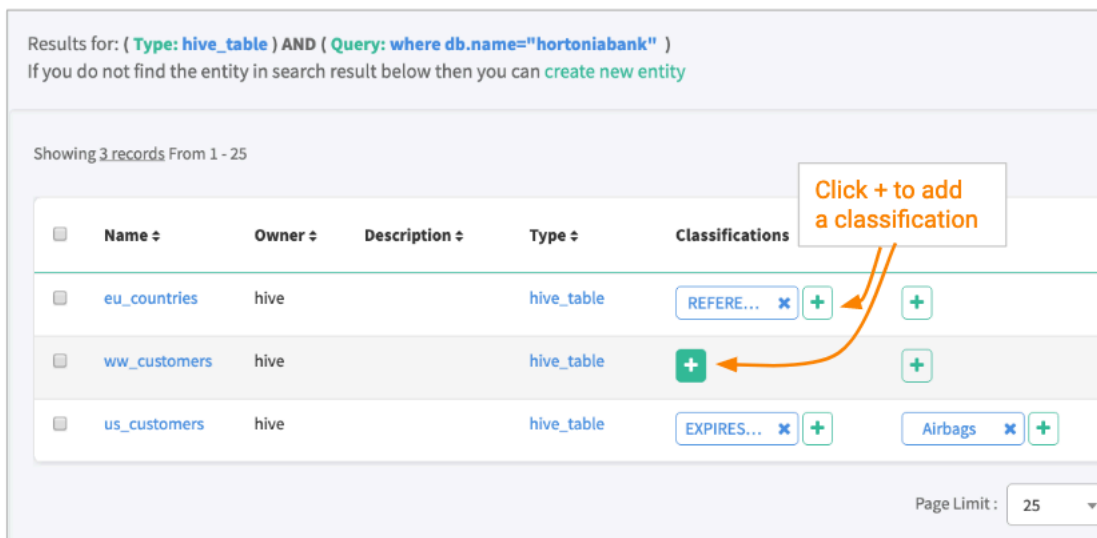 Results for: ( Type: hive_table ) AND ( Query: where db.name="hortoniabank" )
If you do not find the entity in search result below then you can create new entity
Showing 3 records From 1 - 25
Click + to add
a classification
Name Owner Description Type Classifications
eu_countries hive hive_table REFERE... × + +
ww_customers hive hive_table + +
us_customers hive hive_table EXPIRES... × + Airbags × +
Page Limit : 25